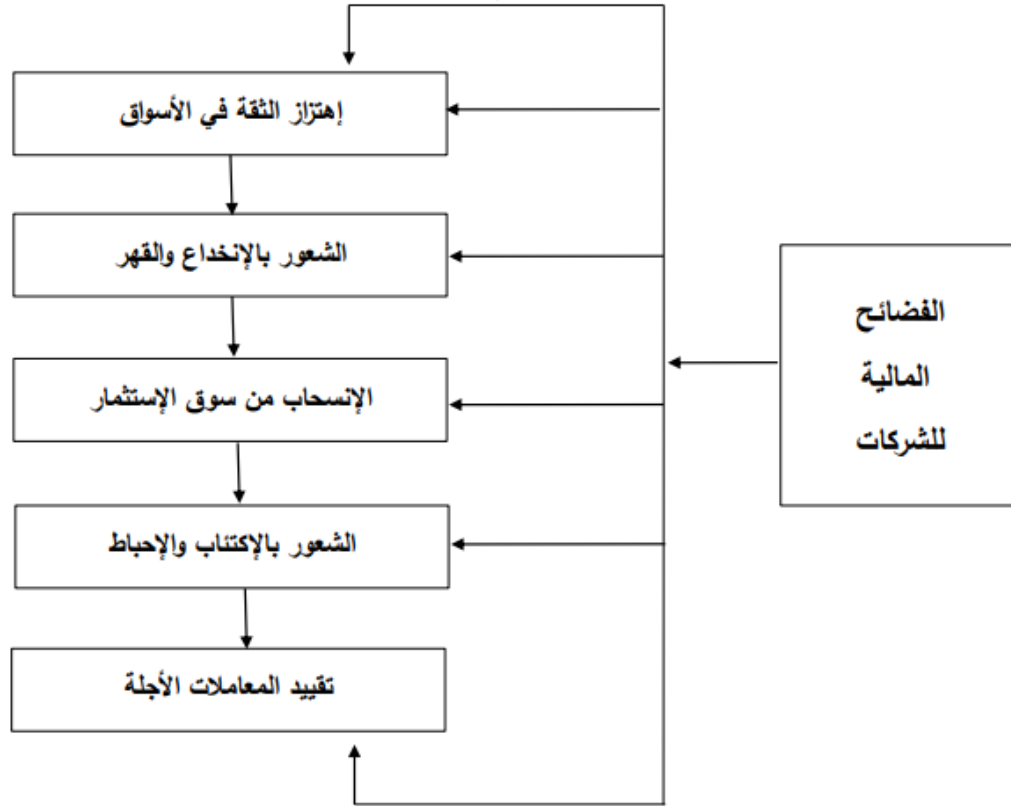 إهتزاز الثقة في الأسواق
الشعور بالإنخداع والقهر
الفضائح
المالية
للشركات
الإنسحاب من سوق الإستثمار
الشعور بالإكتئاب والإحباط
تقييد المعاملات الأجلة